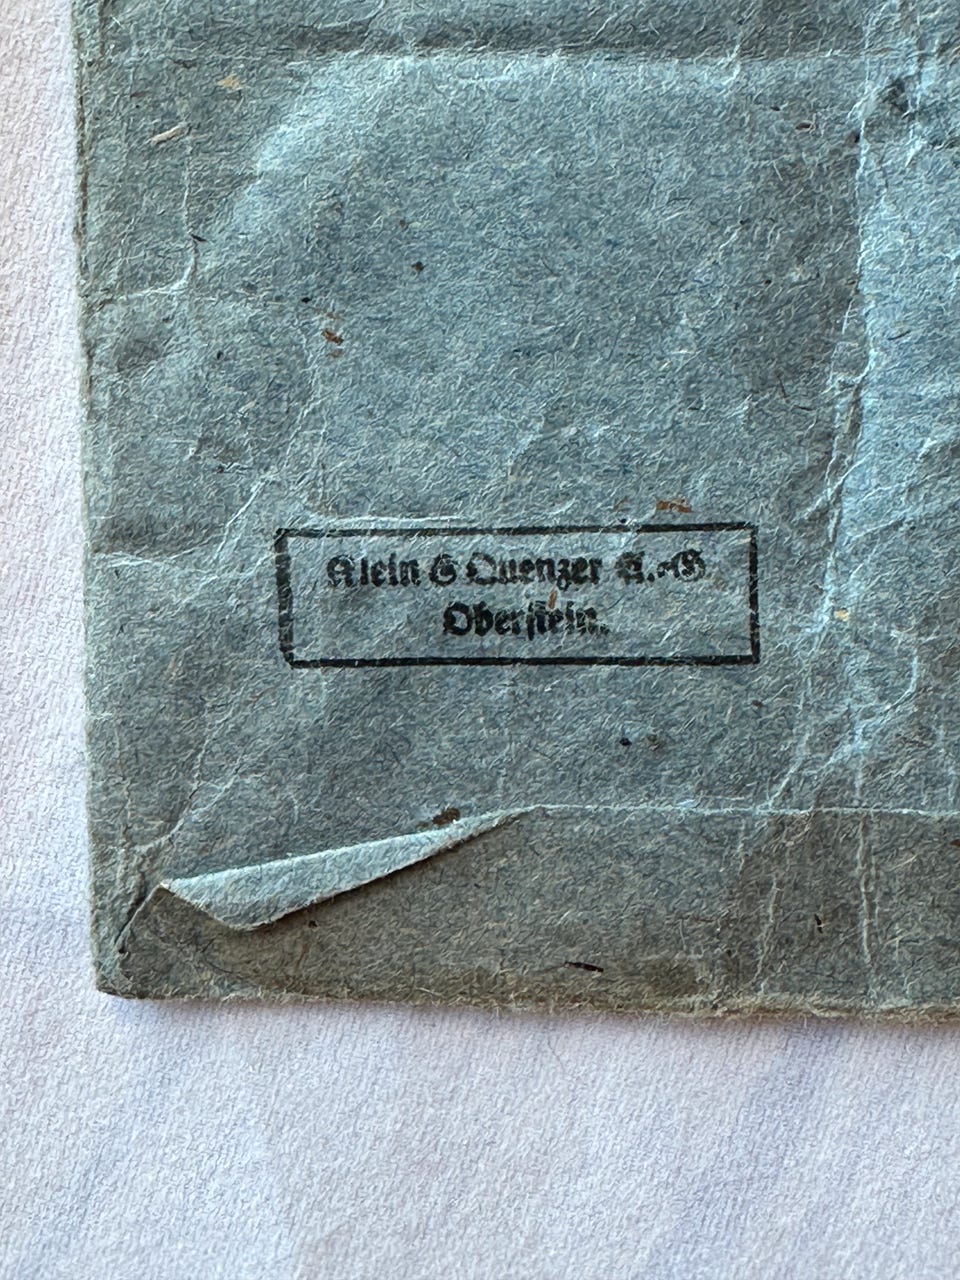 Klein & Quenzer A.-G.
Oberstein.